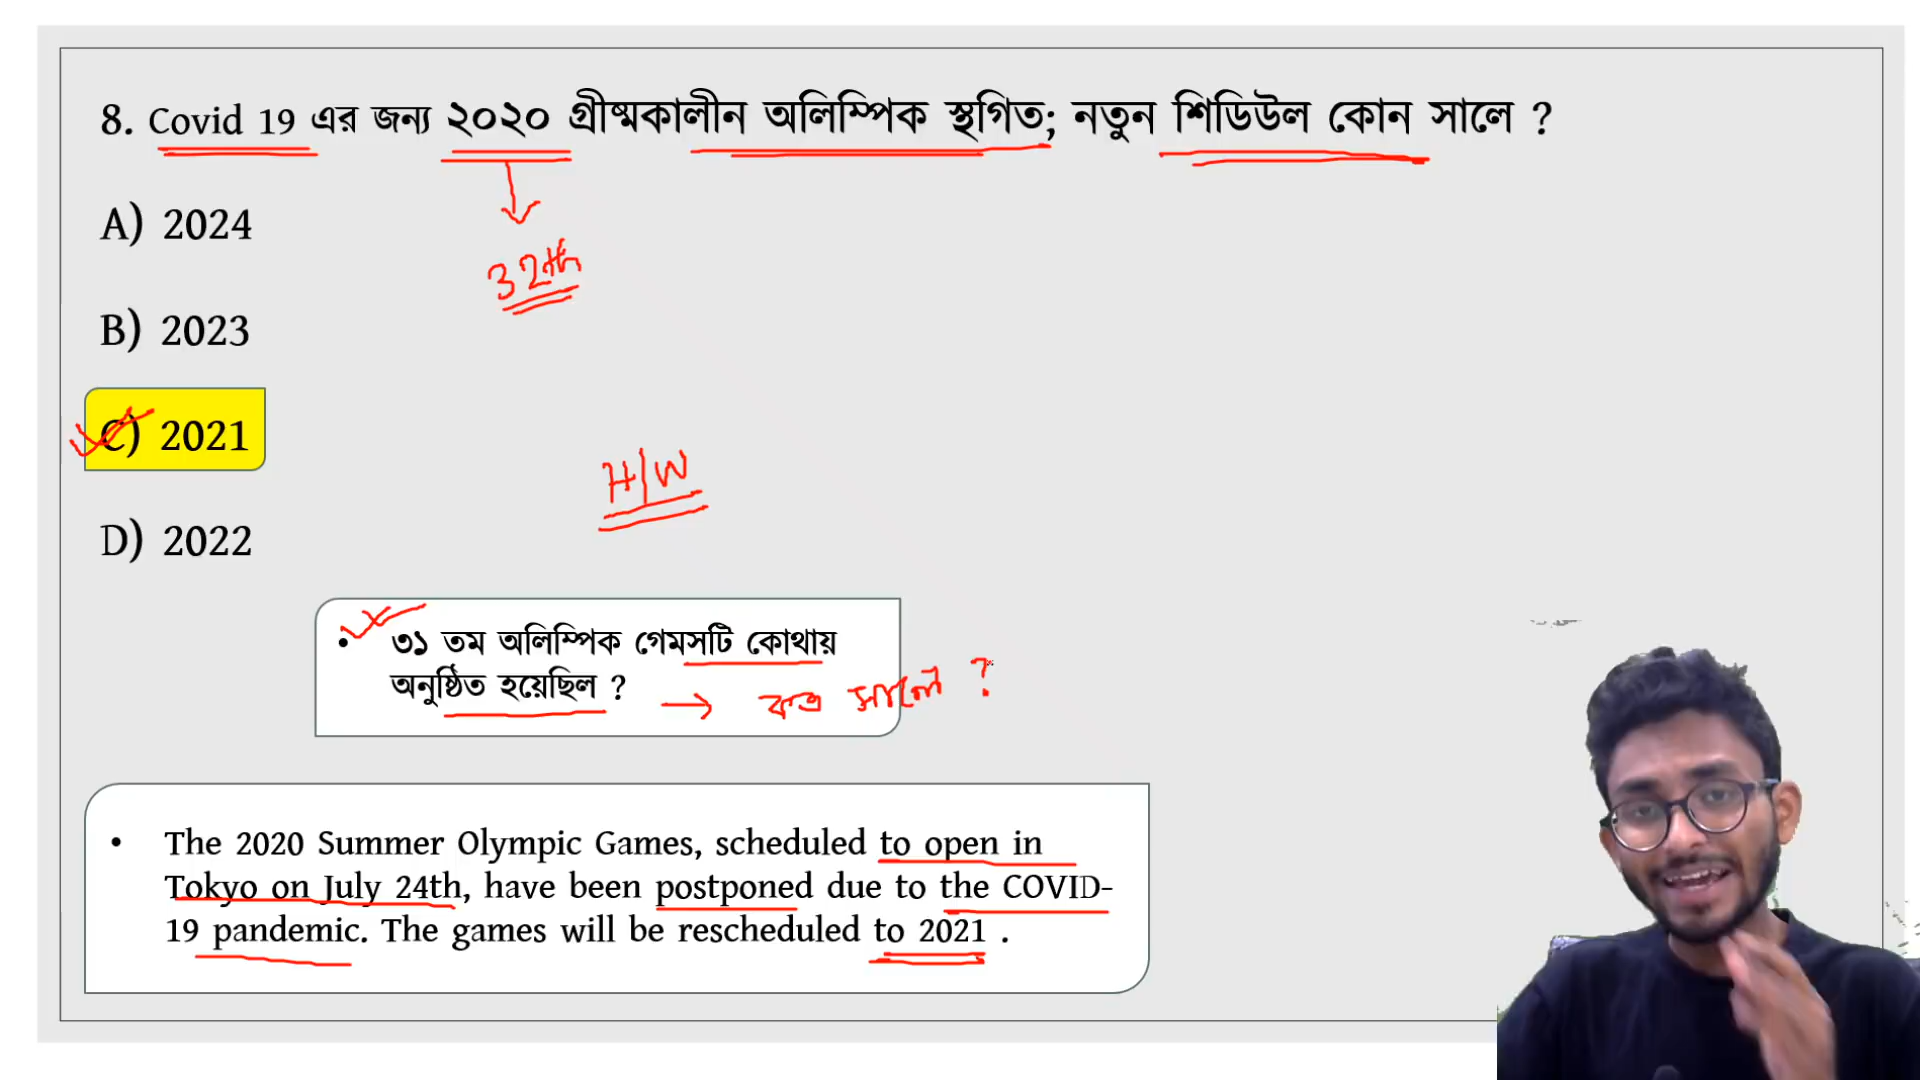 8. Covid 19 এর জন্য ২০২০ গ্রীষ্মকালীন অলিম্পিক স্থগিত; নতুন শিডিউল কোন সালে ?
32th
A) 2024
B) 2023
C) 2021
H/W
D) 2022
• ৩১ তম অলিম্পিক গেমসটি কোথায়
অনুষ্ঠিত হয়েছিল ? → কত সালে ?
• The 2020 Summer Olympic Games, scheduled to open in
Tokyo on July 24th, have been postponed due to the COVID-
19 pandemic. The games will be rescheduled to 2021 .